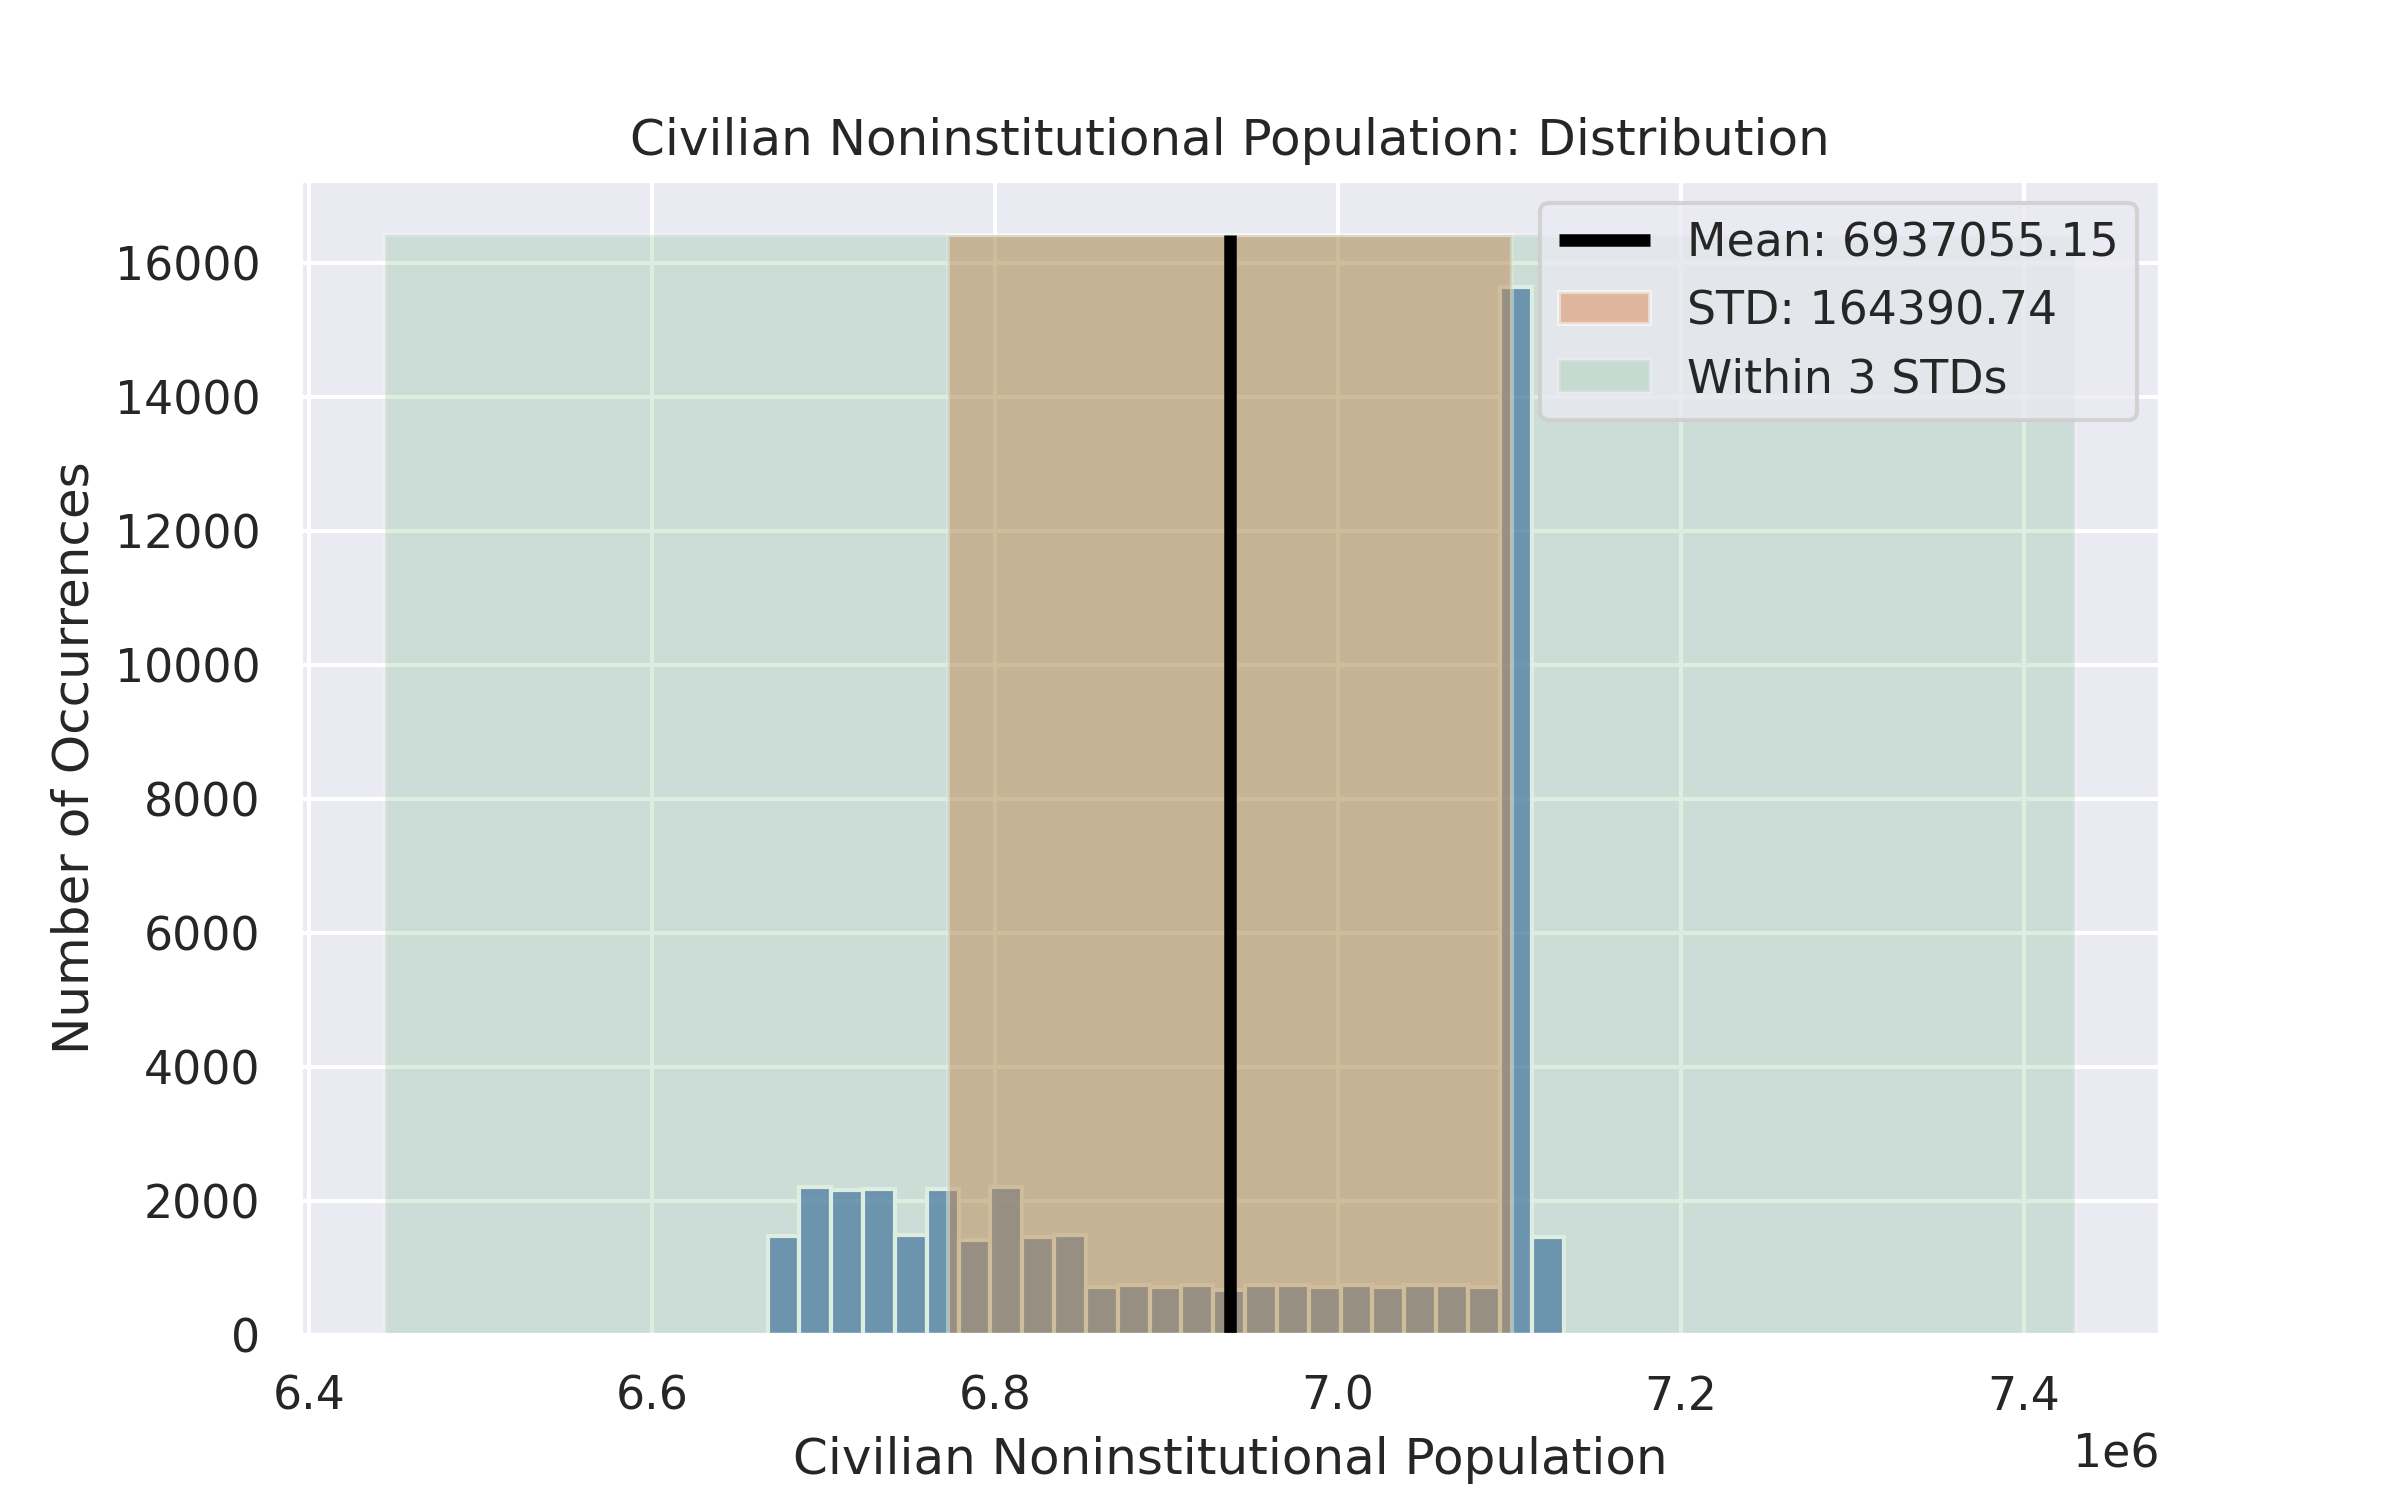 Civilian Noninstitutional Population: Distribution
Mean: 6937055.15
STD: 164390.74
Within 3 STDs
Number of Occurrences
16000
14000
12000
10000
8000
6000
4000
2000
0
6.4 6.6 6.8 7.0 7.2 7.4
1e6
Civilian Noninstitutional Population